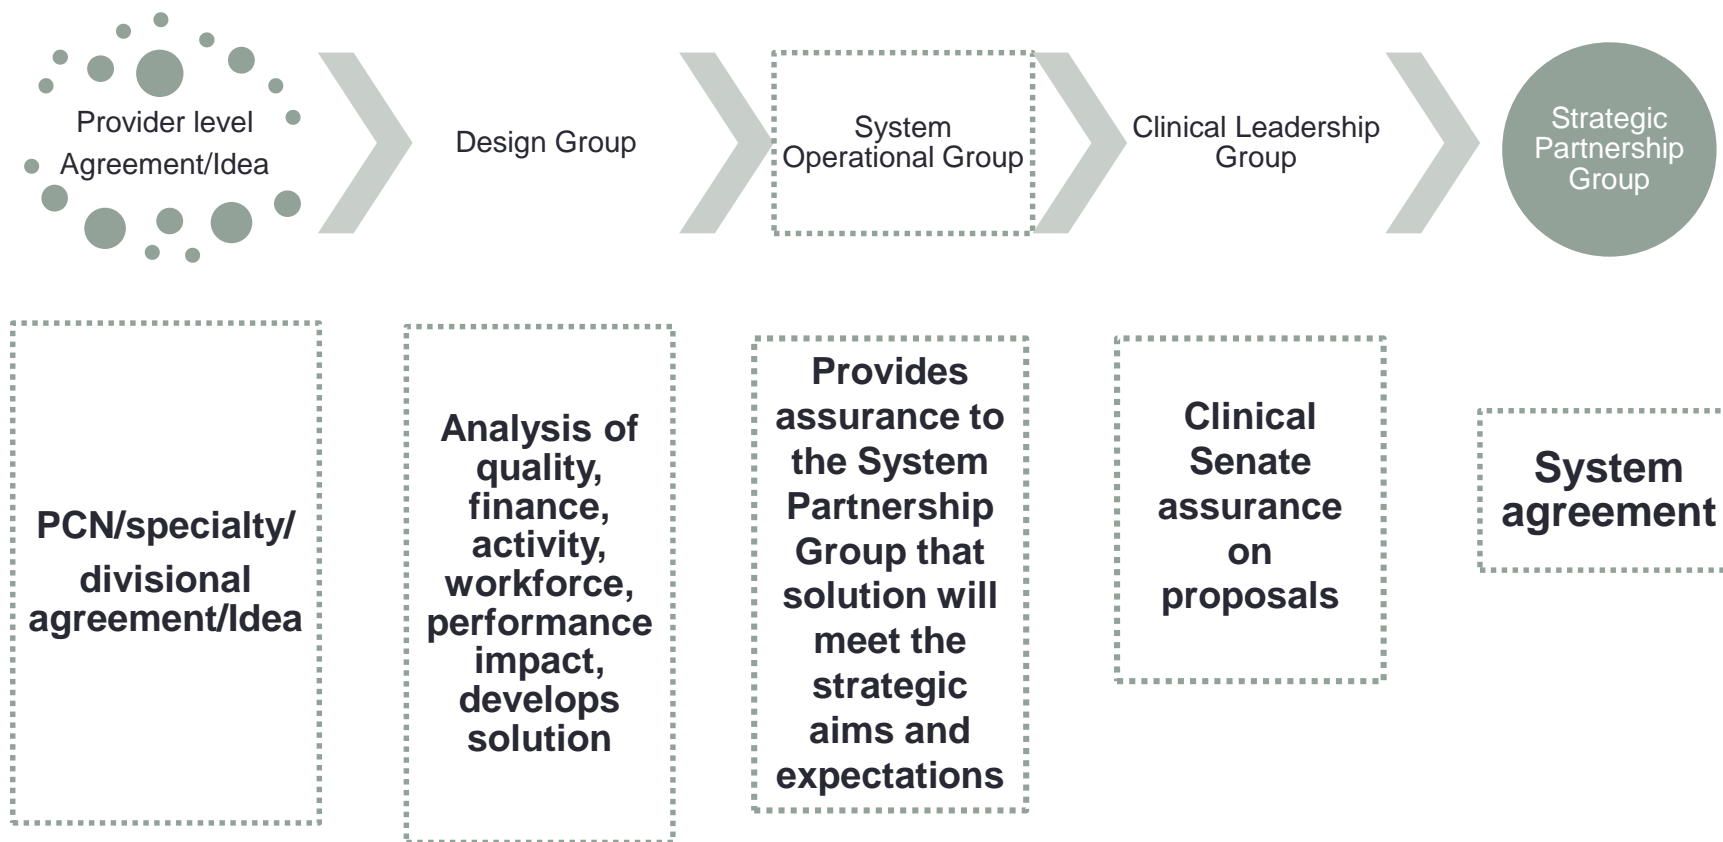 Provider level
Agreement/Idea
Design Group
System
Operational Group
Clinical Leadership
Group
Strategic
Partnership
Group
PCN/specialty/
divisional
agreement/Idea
Analysis of
quality,
finance,
activity,
workforce,
performance
impact,
develops
solution
Provides
assurance to
the System
Partnership
Group that
solution will
meet the
strategic
aims and
expectations
Clinical
Senate
assurance
on
proposals
System
agreement